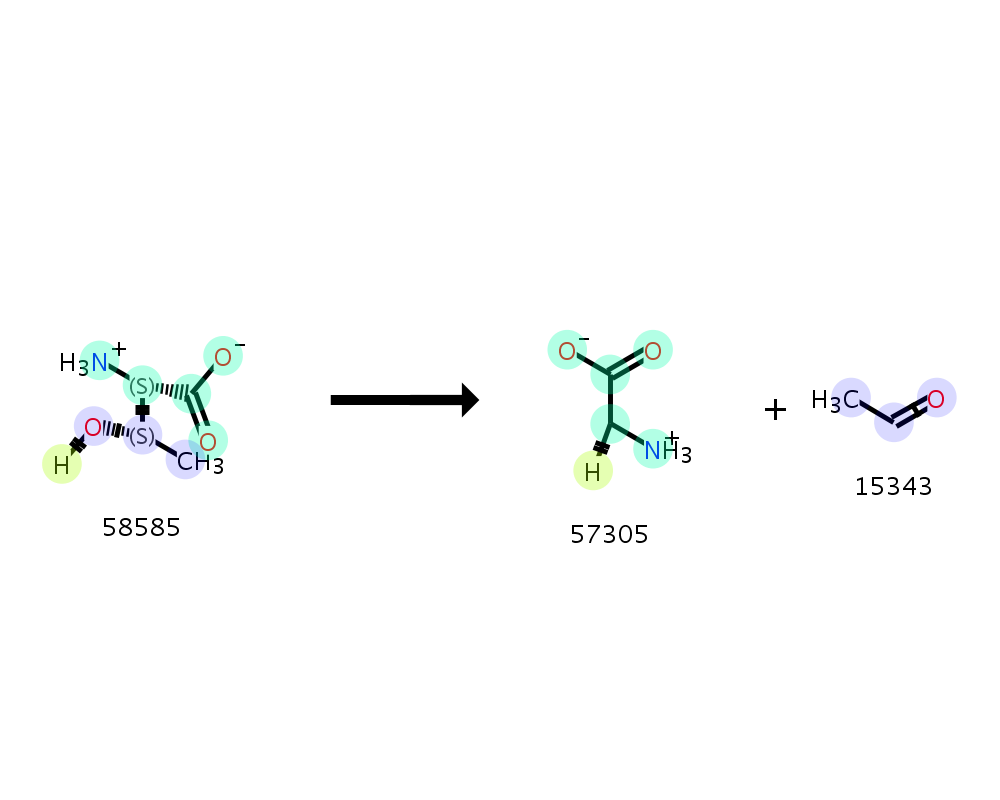 H3N+ (S) O-
O (S) O
H CH3
58585
O- O
H NH3+
57305
+
H3C O
15343